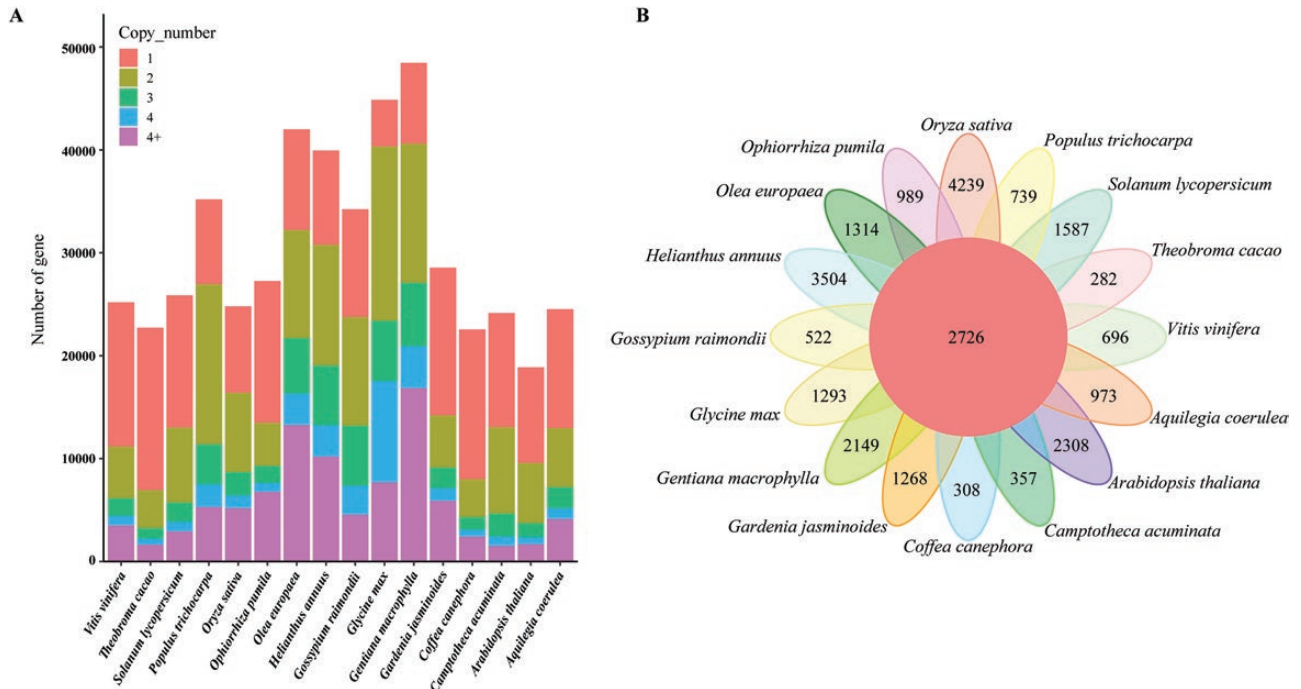 A
Copy_number
1
2
3
4
4+
Number of gene
50000
40000
30000
20000
10000
0
Vitis vinifera
Theobroma cacao
Solanum lycopersicum
Populus trichocarpa
Oryza sativa
Ophiorrhiza pumila
Olea europaea
Helianthus annuus
Gossypium raimondii
Glycine max
Gentiana macrophylla
Gardenia jasminoides
Coffea canephora
Camptotheca acuminata
Arabidopsis thaliana
Aquilegia coerulea
B
Oryza sativa
4239
Populus trichocarpa
739
Solanum lycopersicum
1587
Theobroma cacao
282
Vitis vinifera
696
Aquilegia coerulea
973
Arabidopsis thaliana
2308
Camptotheca acuminata
357
Coffea canephora
308
Gardenia jasminoides
1268
Gentiana macrophylla
2149
Glycine max
1293
Gossypium raimondii
522
Helianthus annuus
3504
Olea europaea
1314
Ophiorrhiza pumila
989
2726